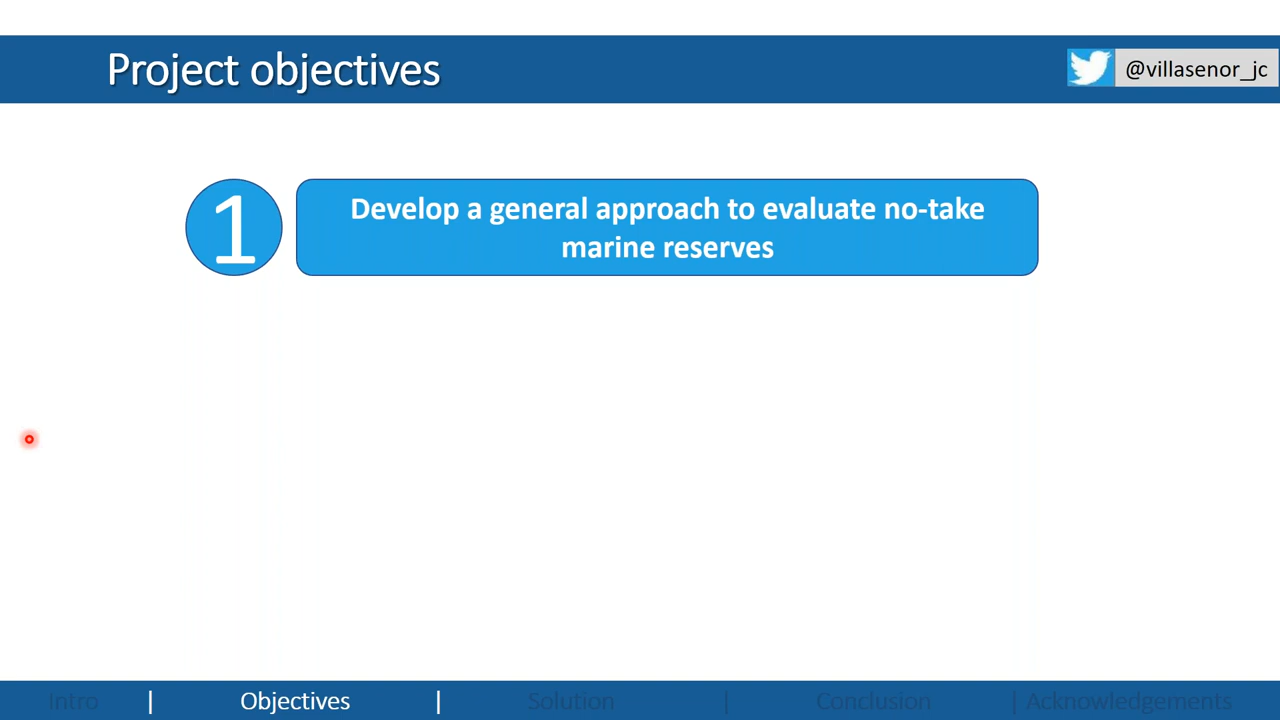 Project objectives
@villasenor_jc
1
Develop a general approach to evaluate no-take
marine reserves
Intro | Objectives | Solution | Conclusion | Acknowledgements